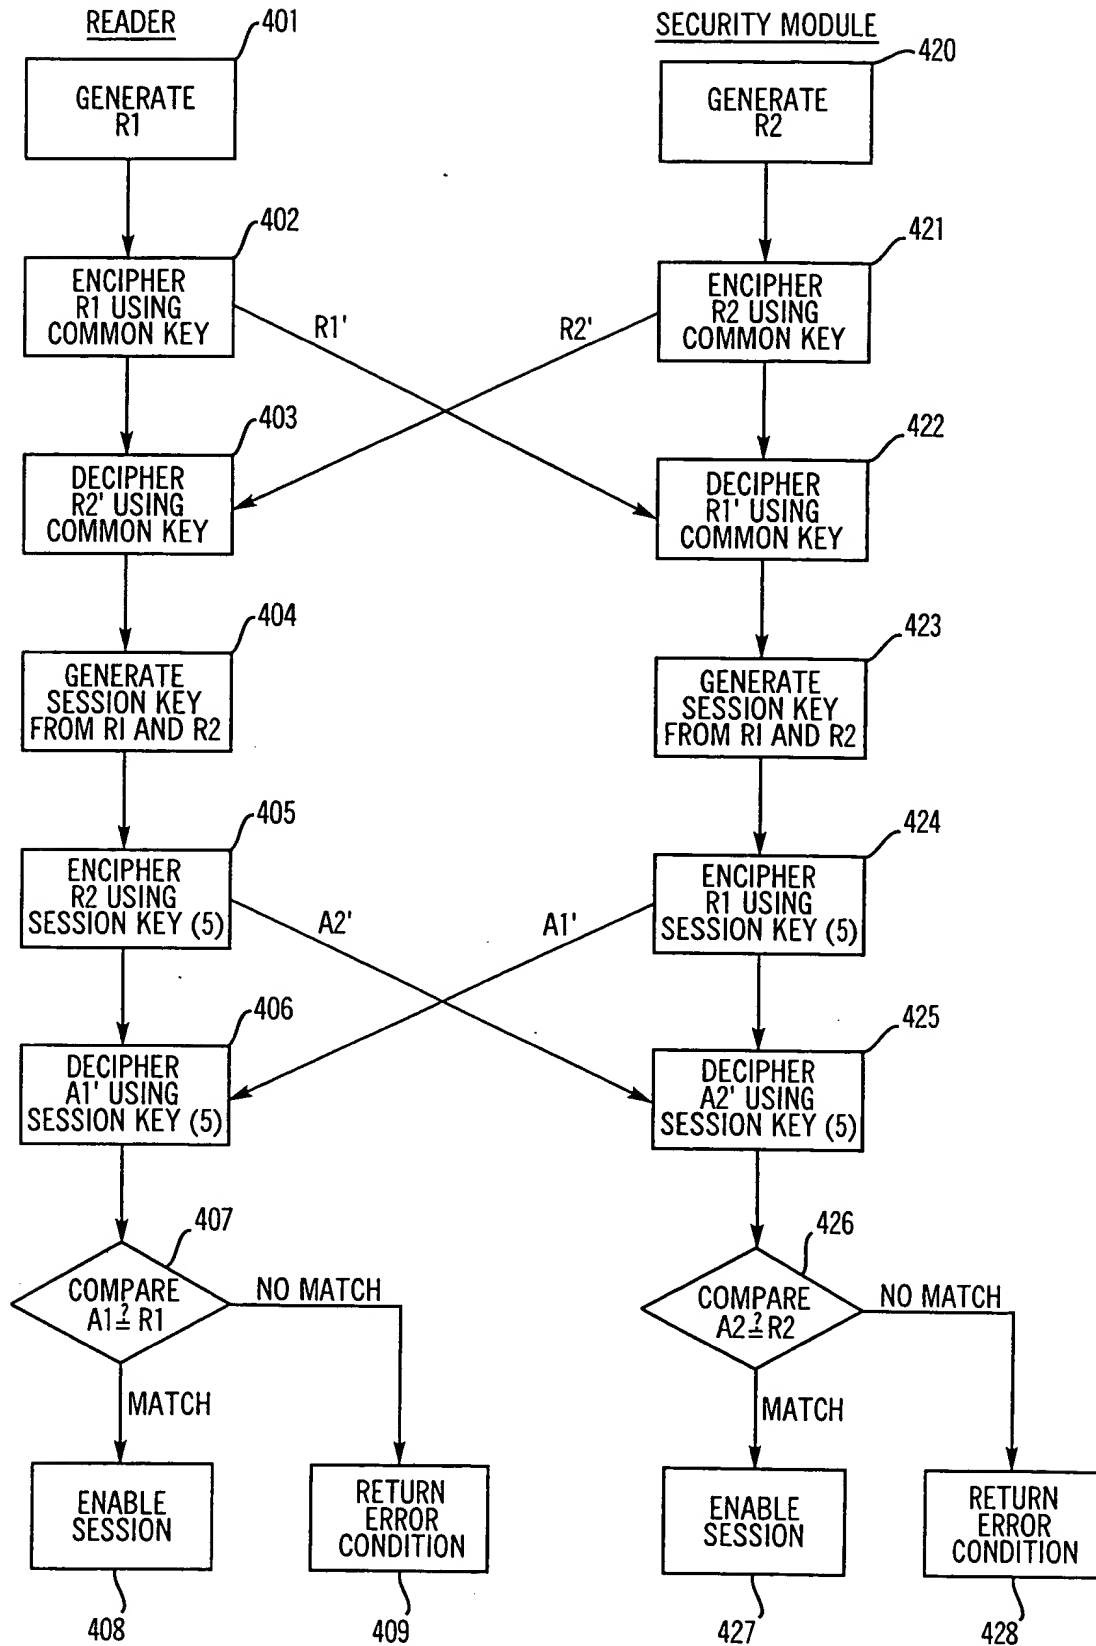 READER
401
GENERATE
R1
402
ENCIPHER
R1 USING
COMMON KEY
R1'
403
DECIPHER
R2' USING
COMMON KEY
404
GENERATE
SESSION KEY
FROM R1 AND R2
405
ENCIPHER
R2 USING
SESSION KEY (5)
A2'
406
DECIPHER
A1' USING
SESSION KEY (5)
407
COMPARE
A1 ?= R1
NO MATCH
MATCH
ENABLE
SESSION
408
RETURN
ERROR
CONDITION
409
SECURITY MODULE
420
GENERATE
R2
421
ENCIPHER
R2 USING
COMMON KEY
R2'
422
DECIPHER
R1' USING
COMMON KEY
423
GENERATE
SESSION KEY
FROM R1 AND R2
424
ENCIPHER
R1 USING
SESSION KEY (5)
A1'
425
DECIPHER
A2' USING
SESSION KEY (5)
426
COMPARE
A2 ?= R2
NO MATCH
MATCH
ENABLE
SESSION
427
RETURN
ERROR
CONDITION
428